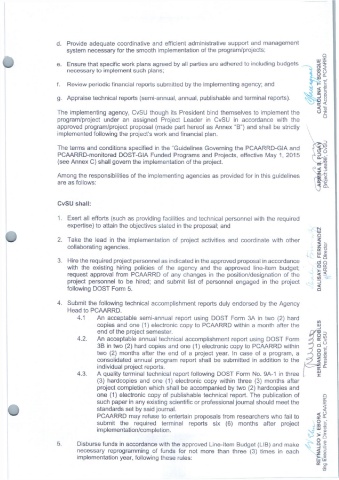 d. Provide adequate coordinative and efficient administrative support and management
system necessary for the smooth implementation of the program/projects;
e. Ensure that specific work plans agreed by all parties are adhered to including budgets
necessary to implement such plans;
f. Review periodic financial reports submitted by the implementing agency; and
g. Appraise technical reports (semi-annual, annual, publishable and terminal reports).
The implementing agency, CvSU though its President bind themselves to implement the
program/project under an assigned Project Leader in CvSU in accordance with the
approved program/project proposal (made part hereof as Annex "B") and shall be strictly
implemented following the project's work and financial plan.
The terms and conditions specified in the "Guidelines Governing the PCAARRD-GIA and
PCAARRD-monitored DOST-GIA Funded Programs and Projects, effective May 1, 2015
(see Annex C) shall govern the implementation of the project.
Among the responsibilities of the implementing agencies as provided for in this guidelines
are as follows:
CvSU shall:
1. Exert all efforts (such as providing facilities and technical personnel with the required
expertise) to attain the objectives stated in the proposal; and
2. Take the lead in the implementation of project activities and coordinate with other
collaborating agencies.
3. Hire the required personnel as indicated in the approved proposal in accordance
with the existing hiring policies of the agency and the approved line-item budget;
request approval from PCAARRD of any changes in the position/designation of the
project personnel to be hired; and submit list of personnel engaged in the project
following DOST Form 5.
4. Submit the following technical accomplishment reports duly endorsed by the Agency
Head to PCAARRD.
4.1 An acceptable semi-annual report using DOST Form 3A in two (2) hard
copies and one (1) electronic copy to PCAARRD within a month after the
end of the project semester.
4.2. An acceptable annual technical accomplishment report using DOST Form
3B in two (2) hard copies and one (1) electronic copy to PCAARRD within
two (2) months after the end of a project year. In case of a program, a
consolidated annual program report shall be submitted in addition to the
individual project reports.
4.3. A quality terminal technical report following DOST Form No. 9A-1 in three
(3) hardcopies and one (1) electronic copy within three (3) months after
project completion which shall be accompanied by two (2) hardcopies and
one (1) electronic copy of publishable technical report. The publication of
such paper in any existing scientific or professional journal should meet the
standards set by said journal.
PCAARRD may refuse to entertain proposals from researchers who fail to
submit the required terminal reports six (6) months after project
implementation/completion.
5. Disburse funds in accordance with the approved Line-Item Budget (LIB) and make
necessary reprogramming of funds for not more than three (3) times in each
implementation year, following these rules:
CAROLINA T. BOSQUE
Chief Accountant, PCAARRD
Project Leader, CvSU
DALISAY DG. FERNANDEZ
Director
HERNANDO D. ROBLES
President, CvSU
REYNALDO V. EBORA
Executive Director, PCAARRD